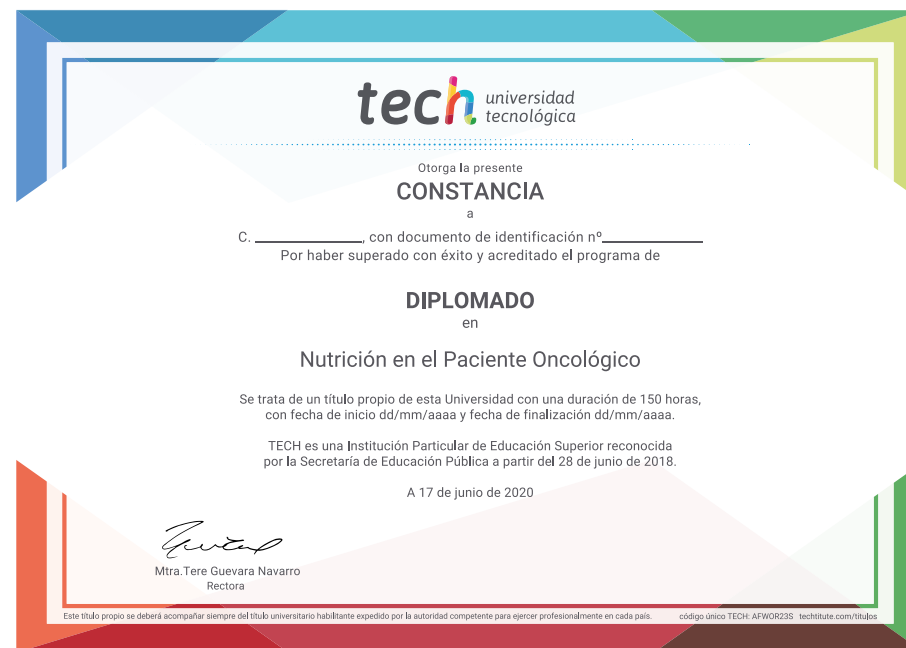 tech universidad
tecnológica
Otorga la presente
CONSTANCIA
a
C. ______________, con documento de identificación nº______________
Por haber superado con éxito y acreditado el programa de
DIPLOMADO
en
Nutrición en el Paciente Oncológico
Se trata de un título propio de esta Universidad con una duración de 150 horas,
con fecha de inicio dd/mm/aaaa y fecha de finalización dd/mm/aaaa.
TECH es una Institución Particular de Educación Superior reconocida
por la Secretaría de Educación Pública a partir del 28 de junio de 2018.
A 17 de junio de 2020
Mtra.Tere Guevara Navarro
Rectora
Este título propio se deberá acompañar siempre del título universitario habilitante expedido por la autoridad competente para ejercer profesionalmente en cada país. código único TECH: AFWOR23S techtitute.com/titulos